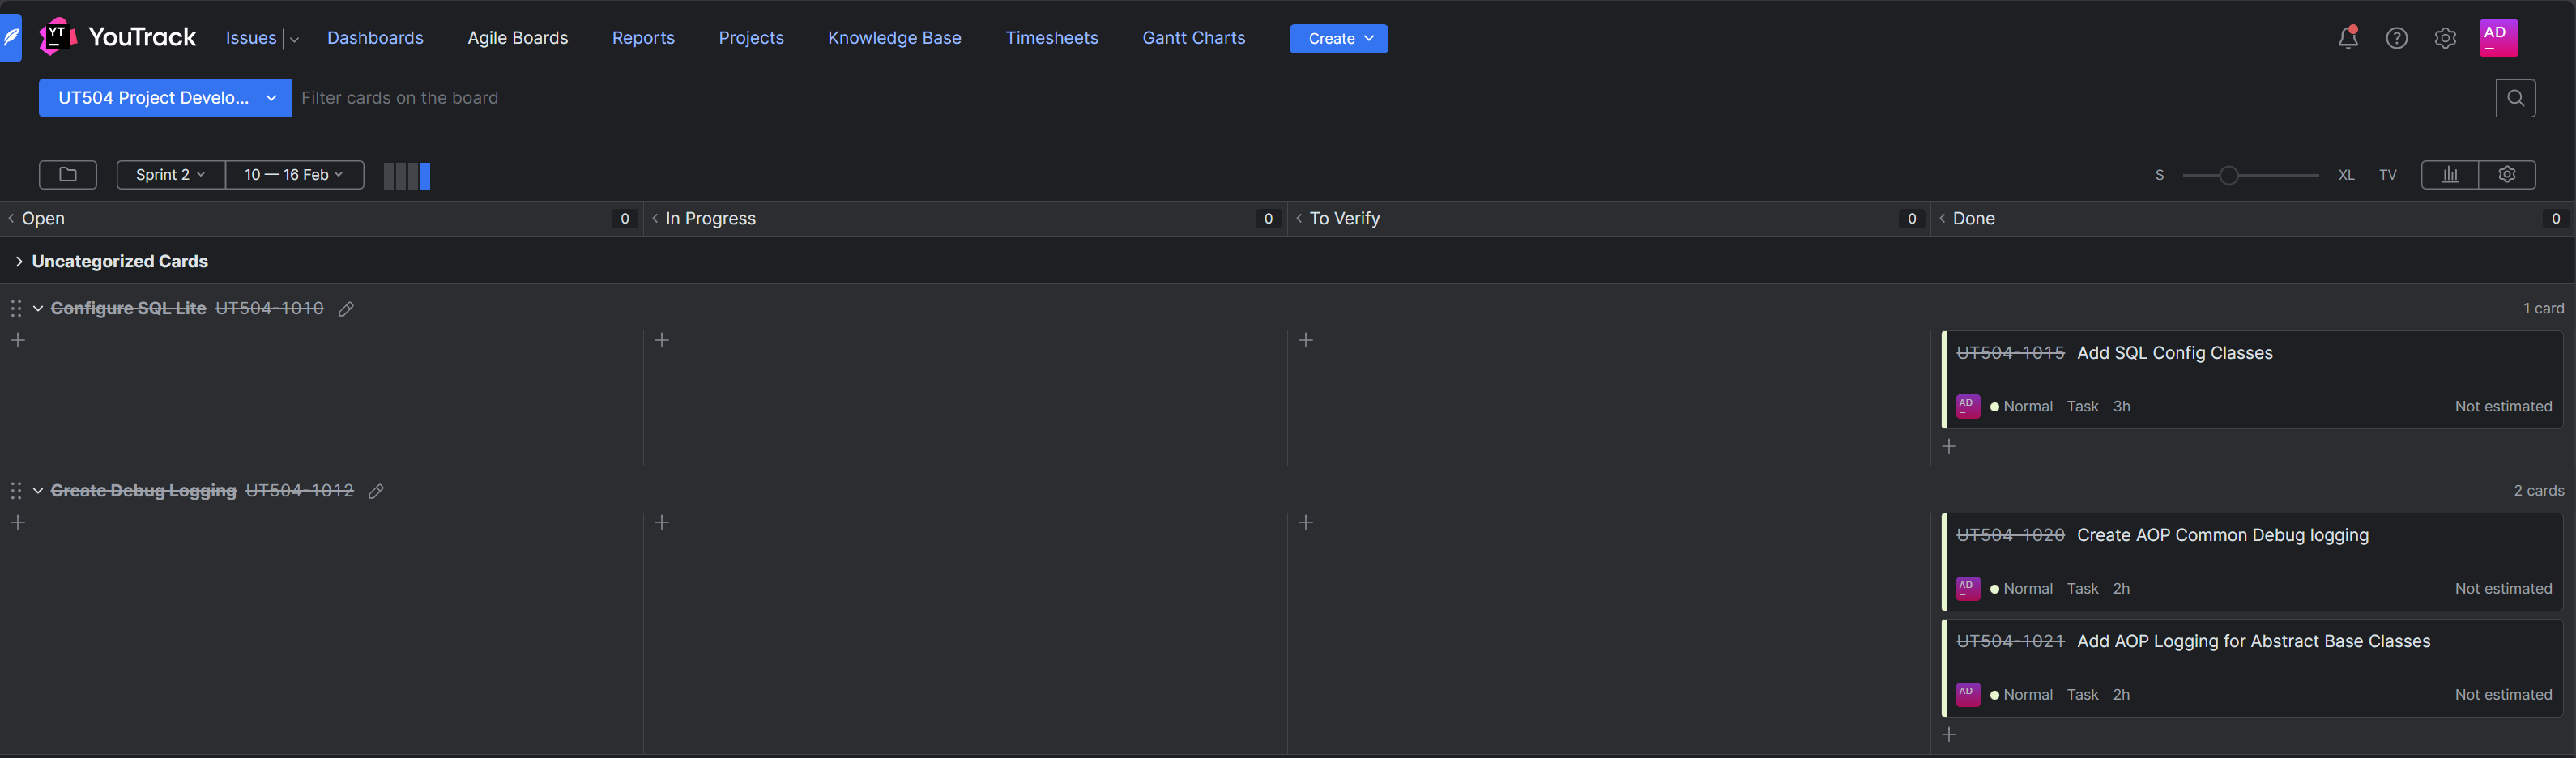 YT YouTrack Issues Dashboards Agile Boards Reports Projects Knowledge Base Timesheets Gantt Charts Create AD
UT504 Project Develo... Filter cards on the board
Sprint 2 10 — 16 Feb S XL TV
Open 0 In Progress 0 To Verify 0 Done 0
Uncategorized Cards
Configure SQL Lite UT504-1010 1 card
UT504-1015 Add SQL Config Classes
AD Normal Task 3h Not estimated
Create Debug Logging UT504-1012 2 cards
UT504-1020 Create AOP Common Debug logging
AD Normal Task 2h Not estimated
UT504-1021 Add AOP Logging for Abstract Base Classes
AD Normal Task 2h Not estimated